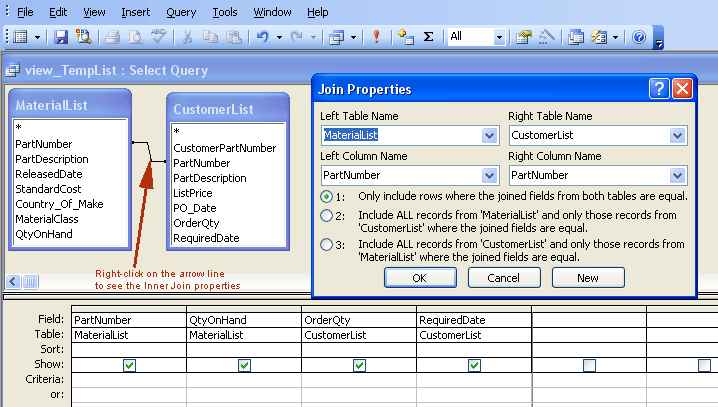 File Edit View Insert Query Tools Window Help
All
view_TempList : Select Query
MaterialList
*
PartNumber
PartDescription
ReleasedDate
StandardCost
Country_Of_Make
MaterialClass
QtyOnHand
CustomerList
*
CustomerPartNumber
PartNumber
PartDescription
ListPrice
PO_Date
OrderQty
RequiredDate
Right-click on the arrow line
to see the Inner Join properties
Join Properties
Left Table Name Right Table Name
MaterialList CustomerList
Left Column Name Right Column Name
PartNumber PartNumber
1: Only include rows where the joined fields from both tables are equal.
2: Include ALL records from 'MaterialList' and only those records from
'CustomerList' where the joined fields are equal.
3: Include ALL records from 'CustomerList' and only those records from
'MaterialList' where the joined fields are equal.
OK Cancel New
Field: PartNumber QtyOnHand OrderQty RequiredDate
Table: MaterialList MaterialList CustomerList CustomerList
Sort:
Show:
Criteria:
or: